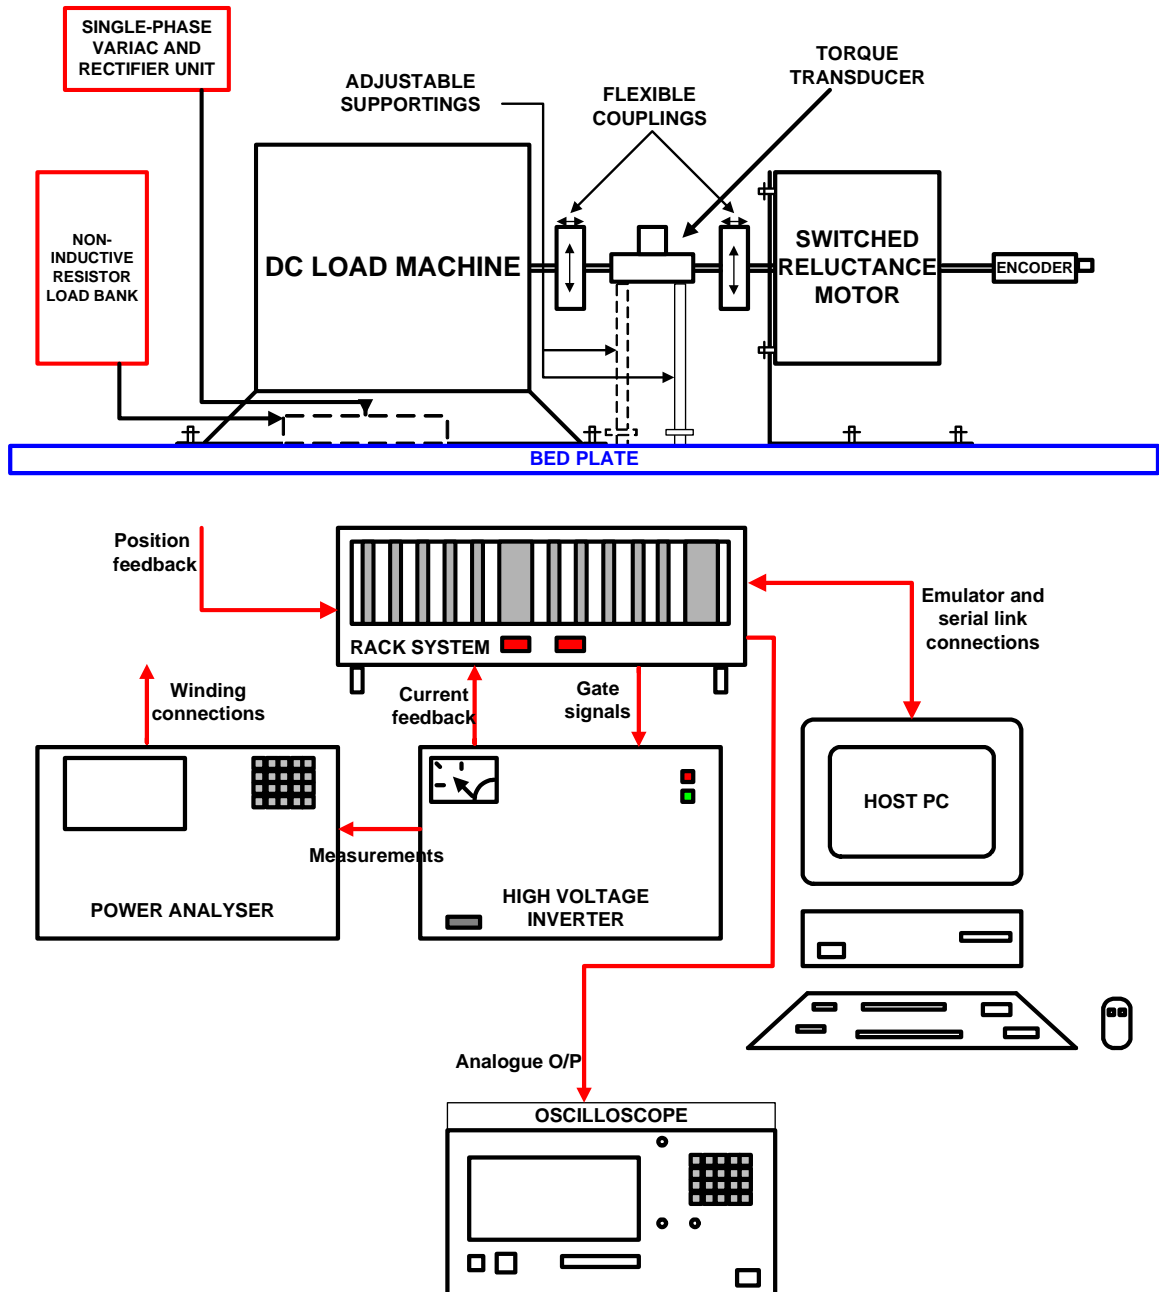 SINGLE-PHASE
VARIAC AND
RECTIFIER UNIT
ADJUSTABLE
SUPPORTINGS
FLEXIBLE
COUPLINGS
TORQUE
TRANSDUCER
NON-
INDUCTIVE
RESISTOR
LOAD BANK
DC LOAD MACHINE
SWITCHED
RELUCTANCE
MOTOR
ENCODER
BED PLATE
Position
feedback
RACK SYSTEM
Emulator and
serial link
connections
Winding
connections
Current
feedback
Gate
signals
HOST PC
Measurements
POWER ANALYSER
HIGH VOLTAGE
INVERTER
Analogue O/P
OSCILLOSCOPE